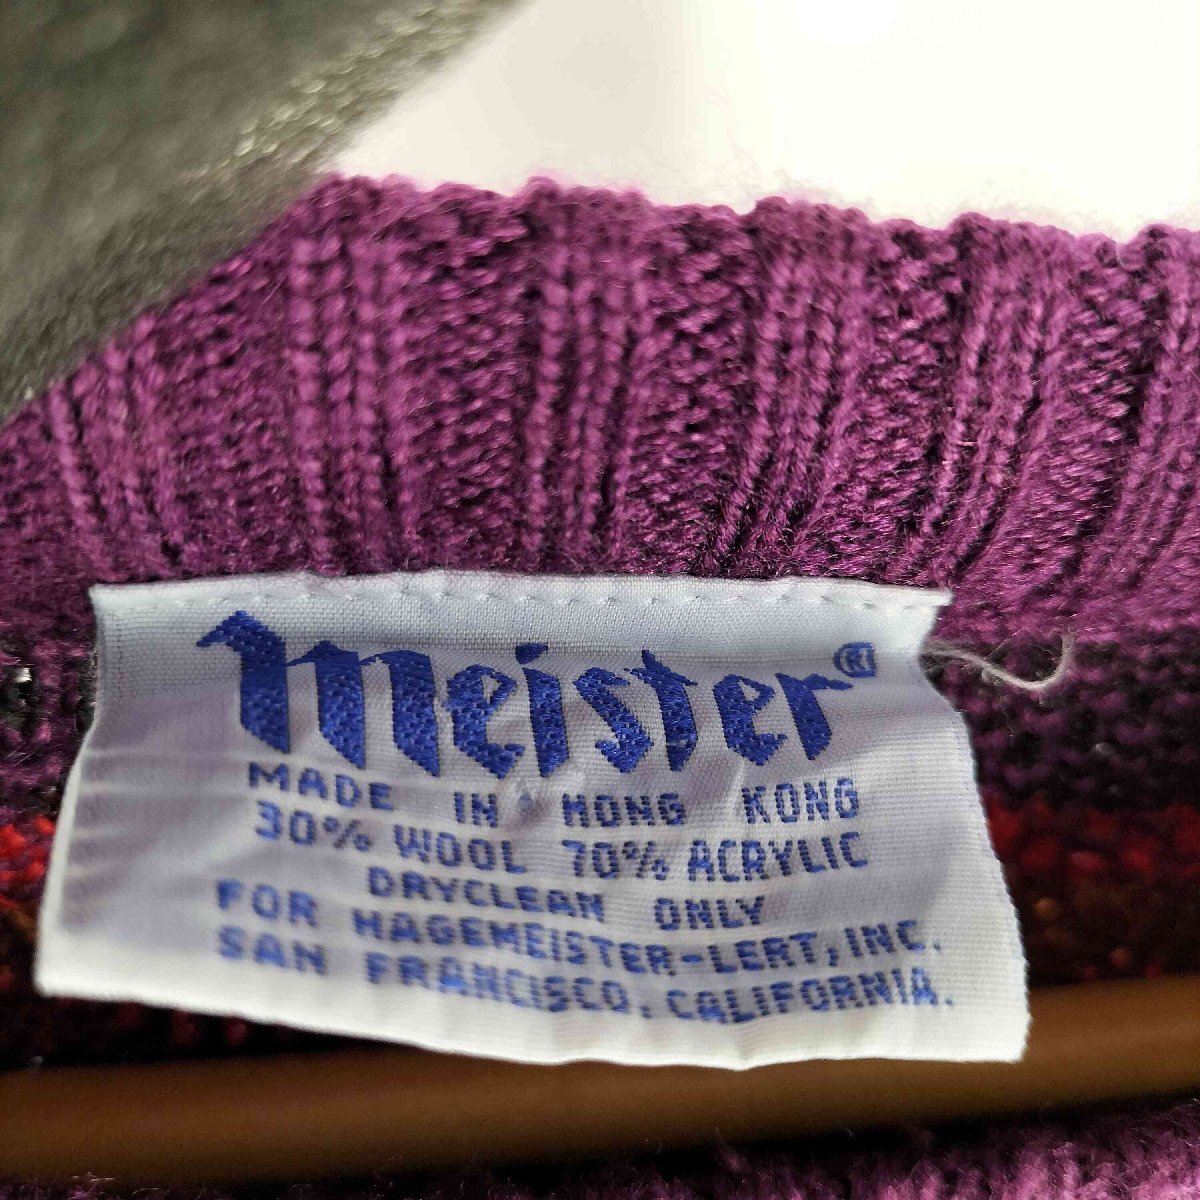 meister®
MADE IN HONG KONG
30% WOOL 70% ACRYLIC
DRYCLEAN ONLY
FOR HAGEMEISTER-LERT, INC.
SAN FRANCISCO, CALIFORNIA.